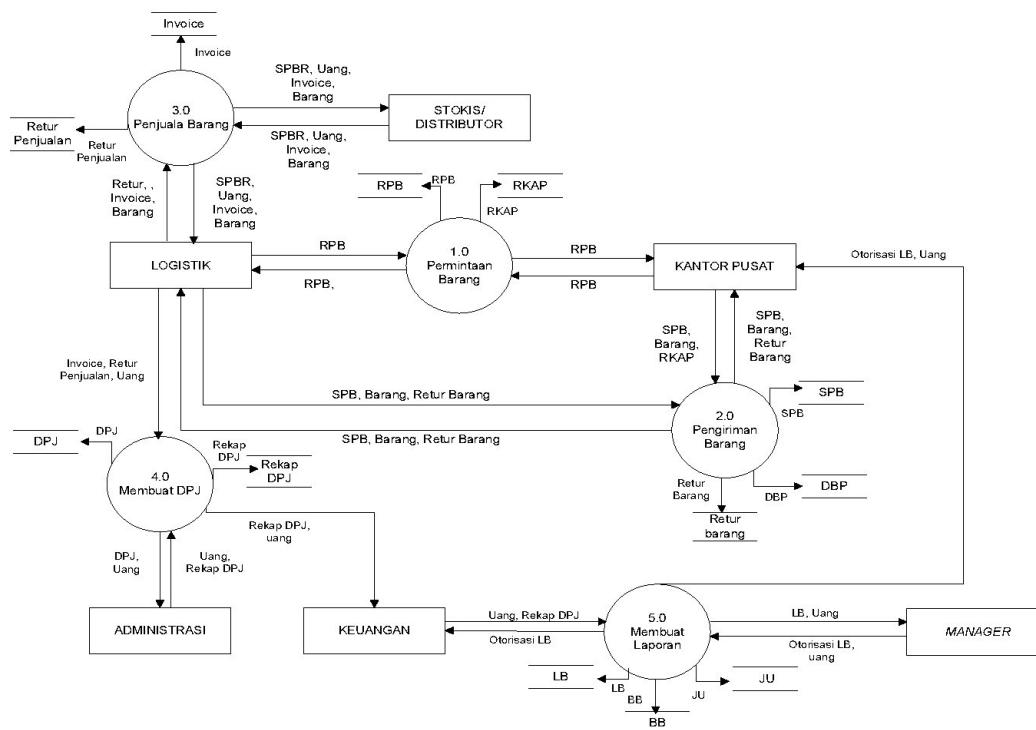 Invoice
Invoice
3.0
Penjuala Barang
SPBR, Uang,
Invoice,
Barang
STOKIS/
DISTRIBUTOR
SPBR, Uang,
Invoice,
Barang
Retur
Penjualan
Retur
Penjualan
Retur, ,
Invoice,
Barang
SPBR,
Uang,
Invoice,
Barang
RPB
RPB
RKAP
RKAP
LOGISTIK
RPB
RPB,
1.0
Permintaan
Barang
RPB
RPB
KANTOR PUSAT
Otorisasi LB, Uang
SPB,
Barang,
RKAP
SPB,
Barang,
Retur
Barang
Invoice, Retur
Penjualan, Uang
SPB, Barang, Retur Barang
SPB, Barang, Retur Barang
2.0
Pengiriman
Barang
SPB
SPB
DBP
DBP
Retur
Barang
Retur
barang
DPJ
DPJ
4.0
Membuat DPJ
Rekap
DPJ
Rekap
DPJ
Rekap DPJ,
uang
DPJ,
Uang
Uang,
Rekap DPJ
ADMINISTRASI
KEUANGAN
Uang, Rekap DPJ
Otorisasi LB
5.0
Membuat
Laporan
LB, Uang
Otorisasi LB,
uang
MANAGER
LB
LB
BB
BB
JU
JU